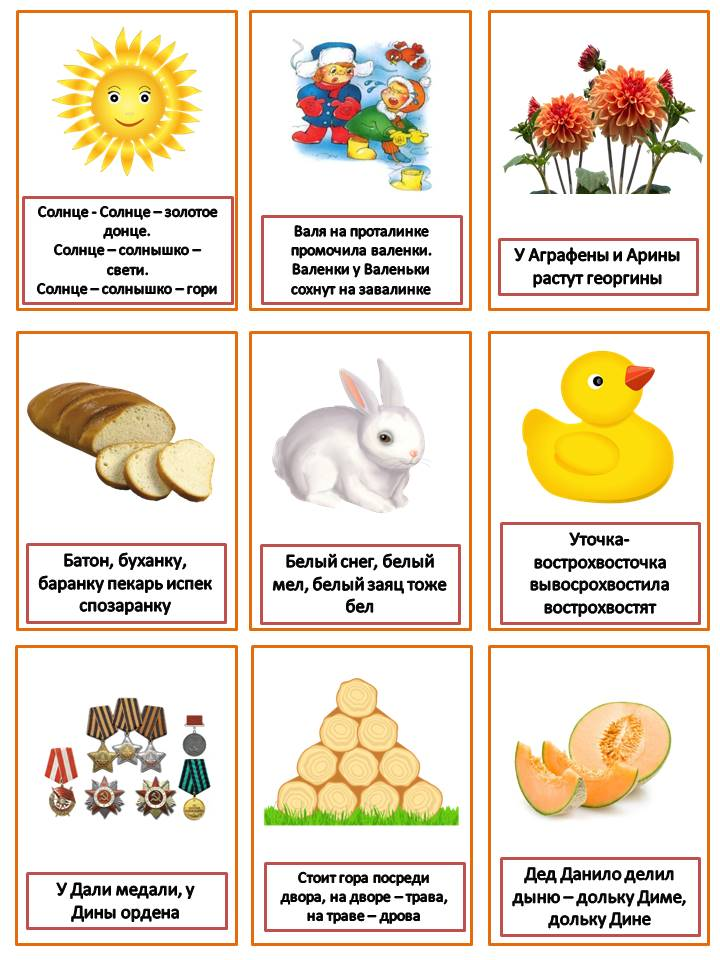 Солнце - Солнце – золотое
донце.
Солнце – солнышко –
свети.
Солнце – солнышко – гори
Валя на проталинке
промочила валенки.
Валенки у Валеньки
сохнут на завалинке
У Аграфены и Арины
растут георгины
Батон, буханку,
баранку пекарь испек
спозаранку
Белый снег, белый
мел, белый заяц тоже
бел
Уточка-
вострохвосточка
вывосрохвостила
вострохвостят
У Дали медали, у
Дины ордена
Стоит гора посреди
двора, на дворе – трава,
на траве – дрова
Дед Данило делил
дыню – дольку Диме,
дольку Дине